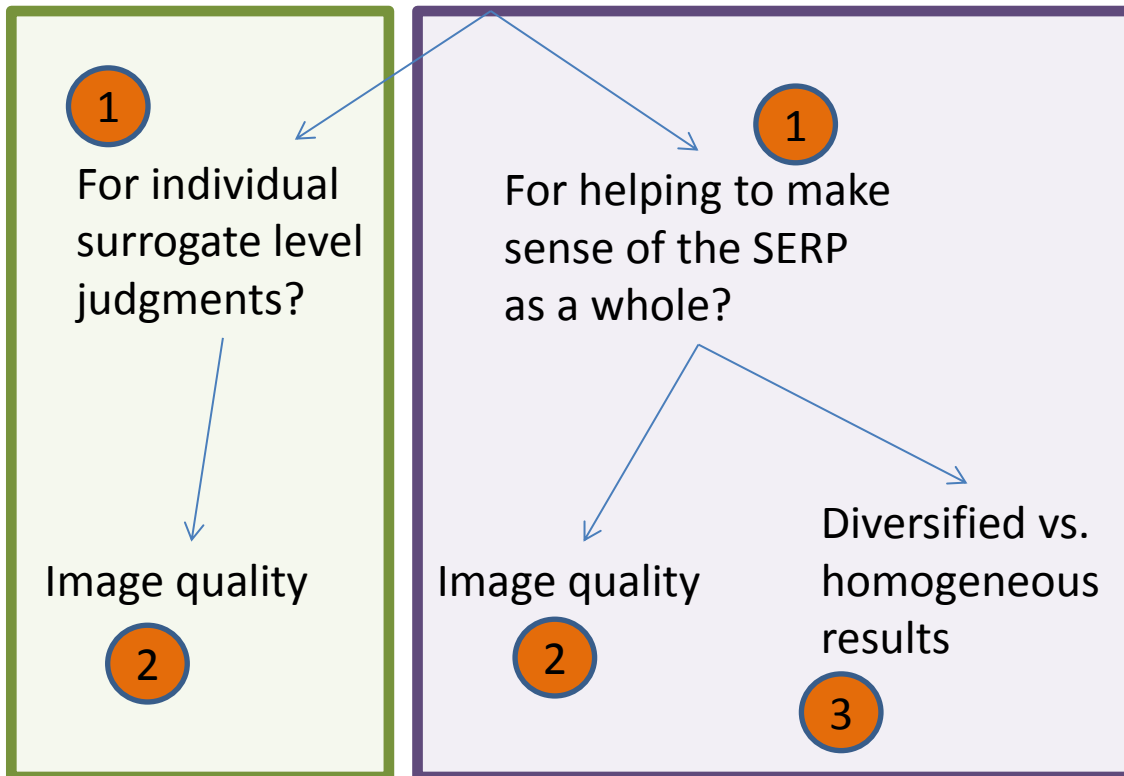 1
For individual
surrogate level
judgments?
Image quality
2
1
For helping to make
sense of the SERP
as a whole?
Image quality
2
Diversified vs.
homogeneous
results
3